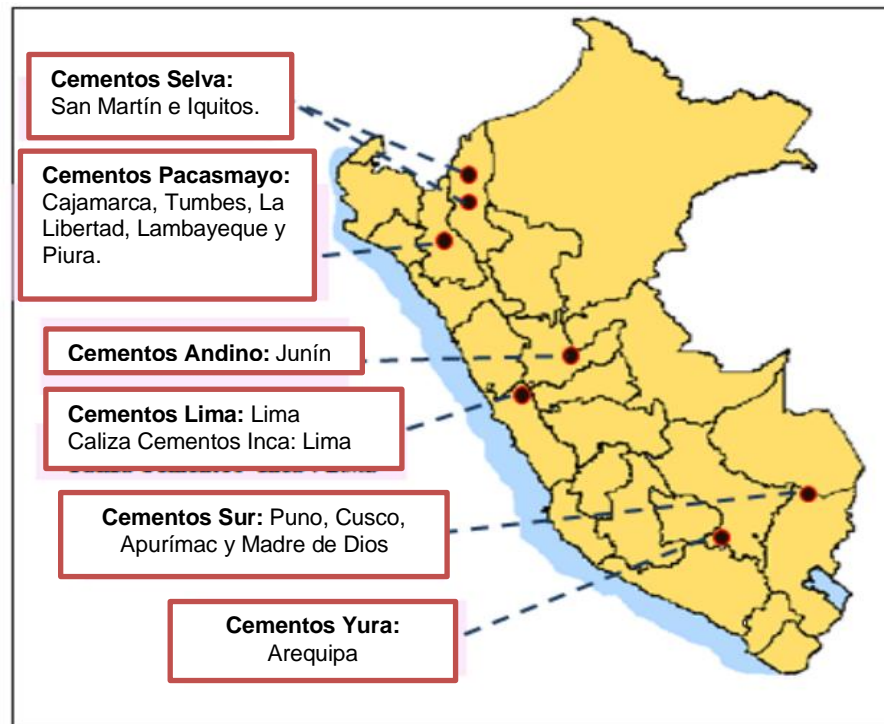 Cementos Selva:
San Martín e Iquitos.
Cementos Pacasmayo:
Cajamarca, Tumbes, La
Libertad, Lambayeque y
Piura.
Cementos Andino: Junín
Cementos Lima: Lima
Caliza Cementos Inca: Lima
Cementos Sur: Puno, Cusco,
Apurímac y Madre de Dios
Cementos Yura:
Arequipa